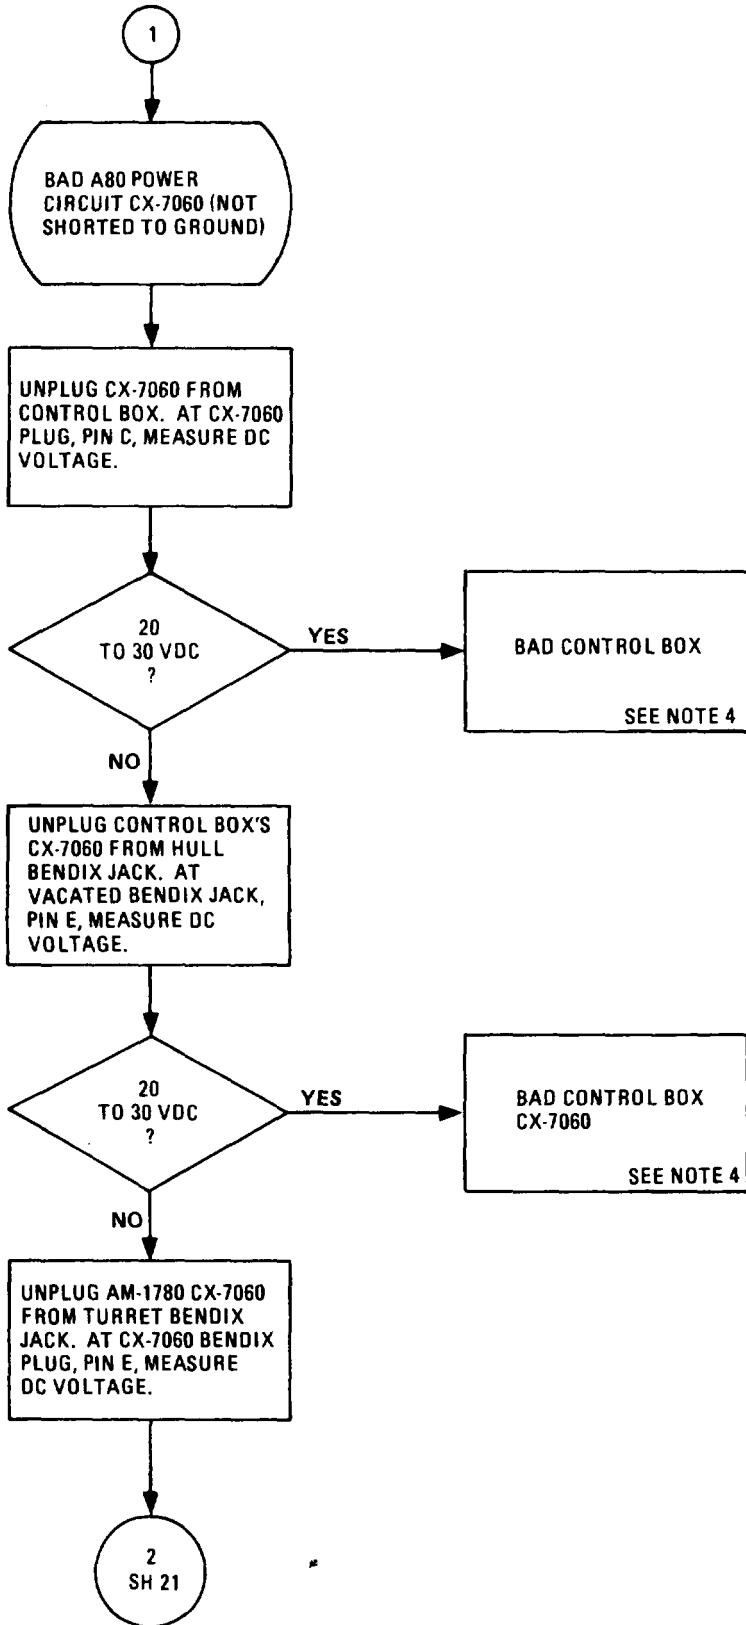 1
BAD A80 POWER
CIRCUIT CX-7060 (NOT
SHORTED TO GROUND)
UNPLUG CX-7060 FROM
CONTROL BOX. AT CX-7060
PLUG, PIN C, MEASURE DC
VOLTAGE.
20
TO 30 VDC
?
YES
BAD CONTROL BOX
SEE NOTE 4
NO
UNPLUG CONTROL BOX'S
CX-7060 FROM HULL
BENDIX JACK. AT
VACATED BENDIX JACK,
PIN E, MEASURE DC
VOLTAGE.
20
TO 30 VDC
?
YES
BAD CONTROL BOX
CX-7060
SEE NOTE 4
NO
UNPLUG AM-1780 CX-7060
FROM TURRET BENDIX
JACK. AT CX-7060 BENDIX
PLUG, PIN E, MEASURE
DC VOLTAGE.
2
SH 21